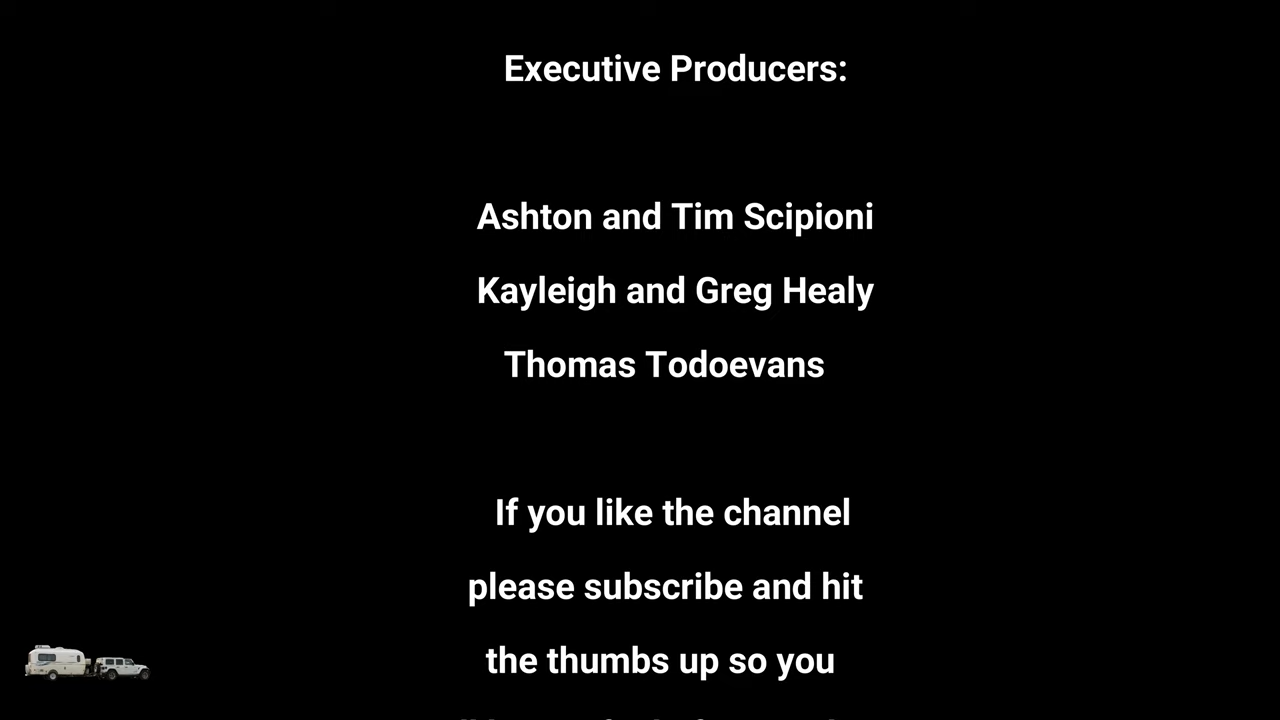 Executive Producers:
Ashton and Tim Scipioni
Kayleigh and Greg Healy
Thomas Todoevans
If you like the channel
please subscribe and hit
the thumbs up so you